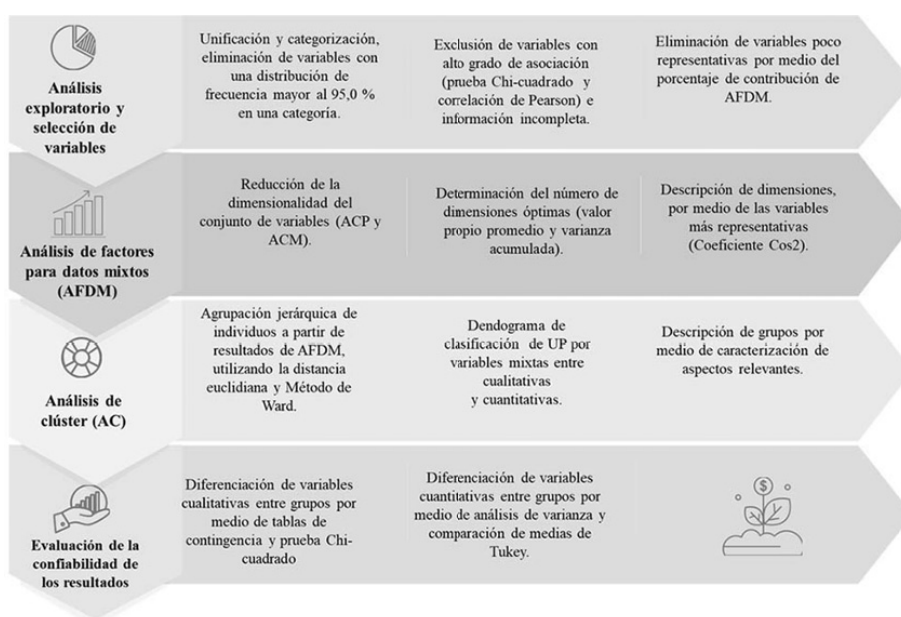 Análisis
exploratorio y
selección de
variables
Unificación y categorización,
eliminación de variables con
una distribución de
frecuencia mayor al 95,0 %
en una categoría.
Exclusión de variables con
alto grado de asociación
(prueba Chi-cuadrado y
correlación de Pearson) e
información incompleta.
Eliminación de variables poco
representativas por medio del
porcentaje de contribución de
AFDM.
Análisis de factores
para datos mixtos
(AFDM)
Reducción de la
dimensionalidad del
conjunto de variables (ACP y
ACM).
Determinación del número de
dimensiones óptimas (valor
propio promedio y varianza
acumulada).
Descripción de dimensiones,
por medio de las variables
más representativas
(Coeficiente Cos2).
Análisis de
clúster (AC)
Agrupación jerárquica de
individuos a partir de
resultados de AFDM,
utilizando la distancia
euclidiana y Método de
Ward.
Dendograma de
clasificación de UP por
variables mixtas entre
cualitativas
y cuantitativas.
Descripción de grupos por
medio de caracterización de
aspectos relevantes.
Evaluación de la
confiabilidad de
los resultados
Diferenciación de variables
cualitativas entre grupos por
medio de tablas de
contingencia y prueba Chi-
cuadrado
Diferenciación de variables
cuantitativas entre grupos por
medio de análisis de varianza y
comparación de medias de
Tukey.
$